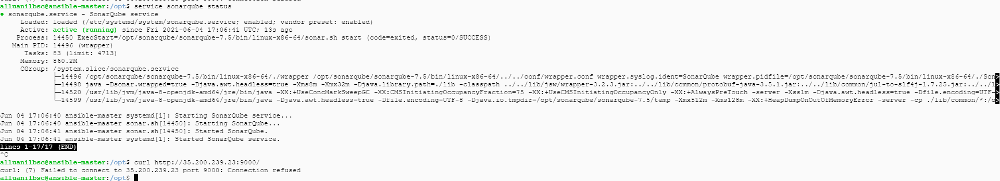 alluanilbsc@ansible-master:/opt$ service sonarqube status
● sonarqube.service - SonarQube service
Loaded: loaded (/etc/systemd/system/sonarqube.service; enabled; vendor preset: enabled)
Active: active (running) since Fri 2021-06-04 17:06:41 UTC; 13s ago
Process: 14450 ExecStart=/opt/sonarqube/sonarqube-7.5/bin/linux-x86-64/sonar.sh start (code=exited, status=0/SUCCESS)
Main PID: 14496 (wrapper)
Tasks: 83 (limit: 4713)
Memory: 860.2M
CGroup: /system.slice/sonarqube.service
├─14496 /opt/sonarqube/sonarqube-7.5/bin/linux-x86-64/./wrapper /opt/sonarqube/sonarqube-7.5/bin/linux-x86-64/../../conf/wrapper.conf wrapper.syslog.ident=SonarQube wrapper.pidfile=/opt/sonarqube/sonarqube-7.5/bin/linux-x86-64/./Son>
├─14498 java -Dsonar.wrapped=true -Djava.awt.headless=true -Xms8m -Xmx32m -Djava.library.path=./lib -classpath ../../lib/jsw/wrapper-3.2.3.jar:../../lib/common/protobuf-java-3.5.1.jar:../../lib/common/jul-to-slf4j-1.7.25.jar:../../l>
├─14520 /usr/lib/jvm/java-8-openjdk-amd64/jre/bin/java -XX:+UseConcMarkSweepGC -XX:CMSInitiatingOccupancyFraction=75 -XX:+UseCMSInitiatingOccupancyOnly -XX:+AlwaysPreTouch -server -Xss1m -Djava.awt.headless=true -Dfile.encoding=UTF->
└─14599 /usr/lib/jvm/java-8-openjdk-amd64/jre/bin/java -Djava.awt.headless=true -Dfile.encoding=UTF-8 -Djava.io.tmpdir=/opt/sonarqube/sonarqube-7.5/temp -Xmx512m -Xms128m -XX:+HeapDumpOnOutOfMemoryError -server -cp ./lib/common/*:/o>
Jun 04 17:06:40 ansible-master systemd[1]: Starting SonarQube service...
Jun 04 17:06:40 ansible-master sonar.sh[14450]: Starting SonarQube...
Jun 04 17:06:41 ansible-master sonar.sh[14450]: Started SonarQube.
Jun 04 17:06:41 ansible-master systemd[1]: Started SonarQube service.
lines 1-17/17 (END)
^C
alluanilbsc@ansible-master:/opt$ curl http://35.200.239.23:9000/
curl: (7) Failed to connect to 35.200.239.23 port 9000: Connection refused
alluanilbsc@ansible-master:/opt$